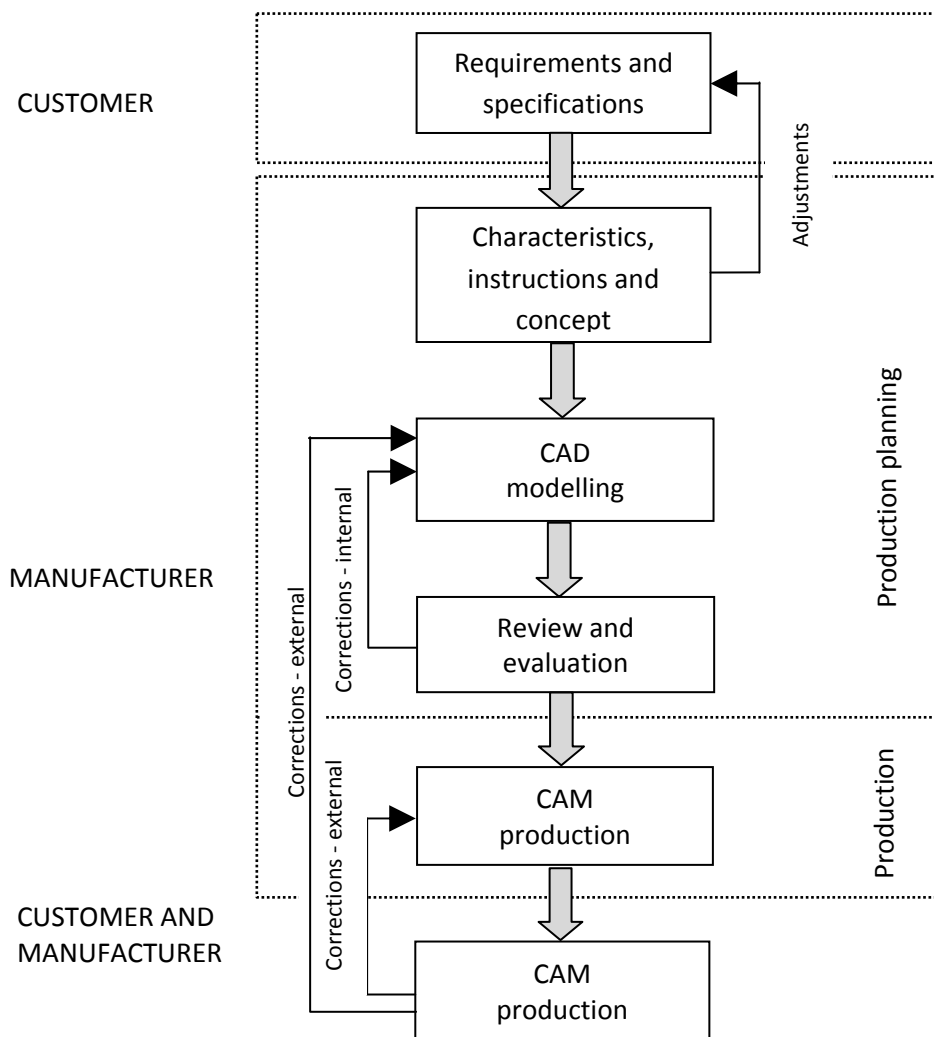 CUSTOMER
Requirements and
specifications
Adjustments
Characteristics,
instructions and
concept
MANUFACTURER
Production planning
CAD
modelling
Corrections - internal
Corrections - external
Review and
evaluation
Production
CAM
production
Corrections - external
CUSTOMER AND
MANUFACTURER
CAM
production